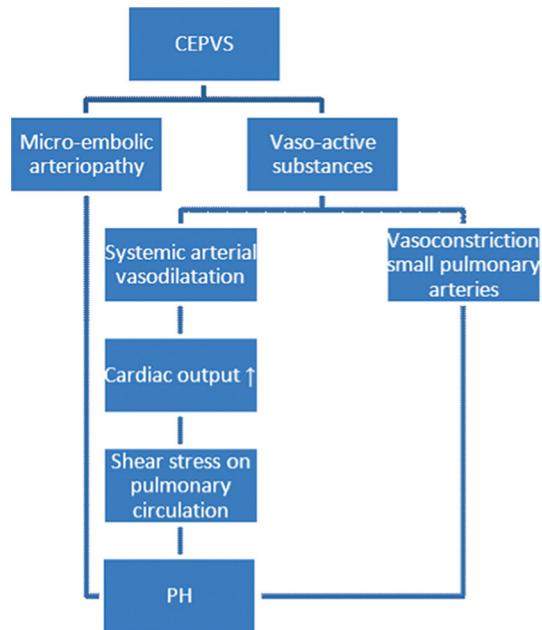 CEPVS
Micro-embolic
arteriopathy
Vaso-active
substances
Systemic arterial
vasodilatation
Vasoconstriction
small pulmonary
arteries
Cardiac output ↑
Shear stress on
pulmonary
circulation
PH